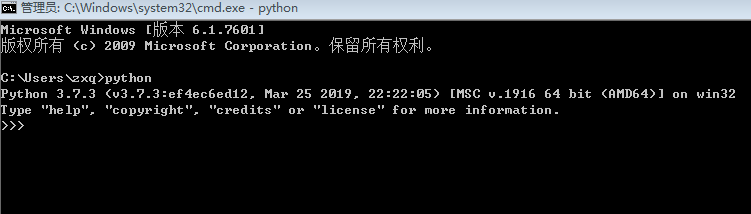 管理员: C:\Windows\system32\cmd.exe - python
Microsoft Windows [版本 6.1.7601]
版权所有 (c) 2009 Microsoft Corporation。保留所有权利。
C:\Users\zxq>python
Python 3.7.3 (v3.7.3:ef4ec6ed12, Mar 25 2019, 22:22:05) [MSC v.1916 64 bit (AMD64)] on win32
Type "help", "copyright", "credits" or "license" for more information.
>>>